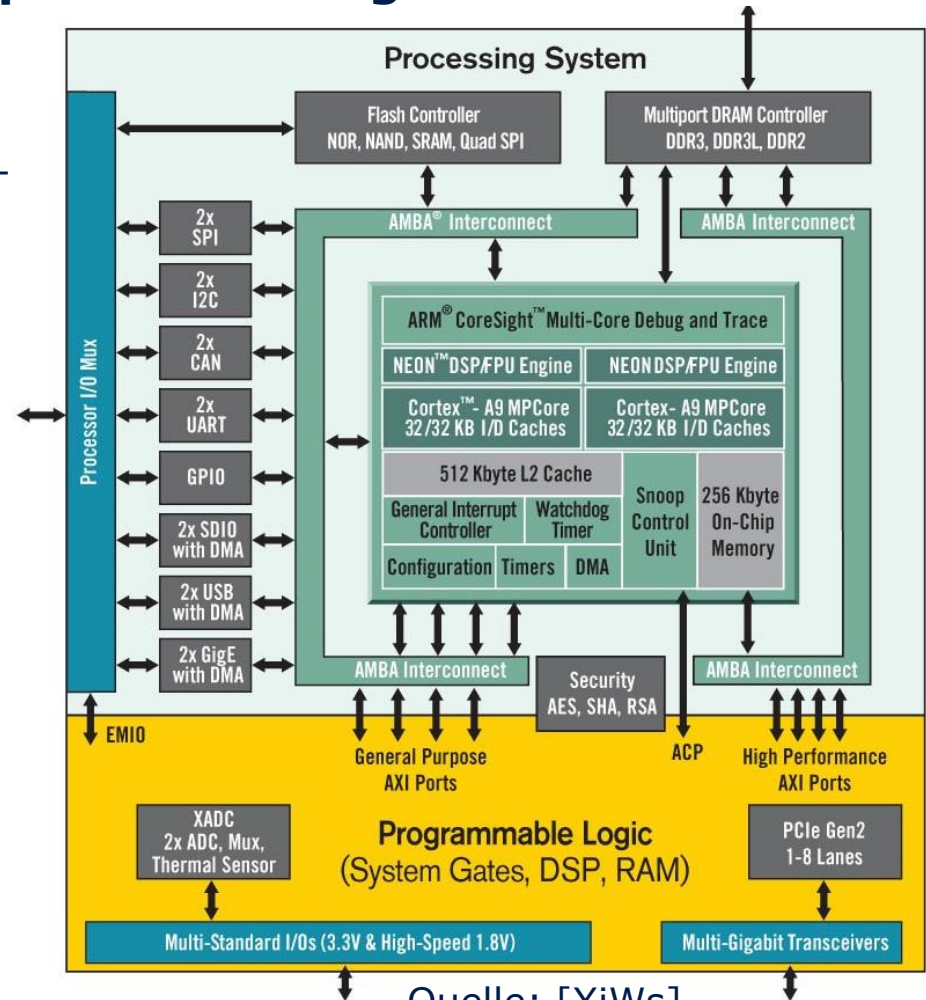 Processing System
Flash Controller
NOR, NAND, SRAM, Quad SPI
Multiport DRAM Controller
DDR3, DDR3L, DDR2
AMBA® Interconnect
AMBA Interconnect
Processor I/O Mux
2x
SPI
2x
I2C
2x
CAN
2x
UART
GPIO
2x SDIO
with DMA
2x USB
with DMA
2x GigE
with DMA
ARM® CoreSight™ Multi-Core Debug and Trace
NEON™ DSP/FPU Engine
NEON DSP/FPU Engine
Cortex™- A9 MPCore
32/32 KB I/D Caches
Cortex- A9 MPCore
32/32 KB I/D Caches
512 Kbyte L2 Cache
General Interrupt
Controller
Watchdog
Timer
Configuration
Timers
DMA
Snoop
Control
Unit
256 Kbyte
On-Chip
Memory
AMBA Interconnect
Security
AES, SHA, RSA
AMBA Interconnect
EMIO
General Purpose
AXI Ports
ACP
High Performance
AXI Ports
XADC
2x ADC, Mux,
Thermal Sensor
Programmable Logic
(System Gates, DSP, RAM)
PCIe Gen2
1-8 Lanes
Multi-Standard I/Os (3.3V & High-Speed 1.8V)
Multi-Gigabit Transceivers
Quelle: [XiWs]